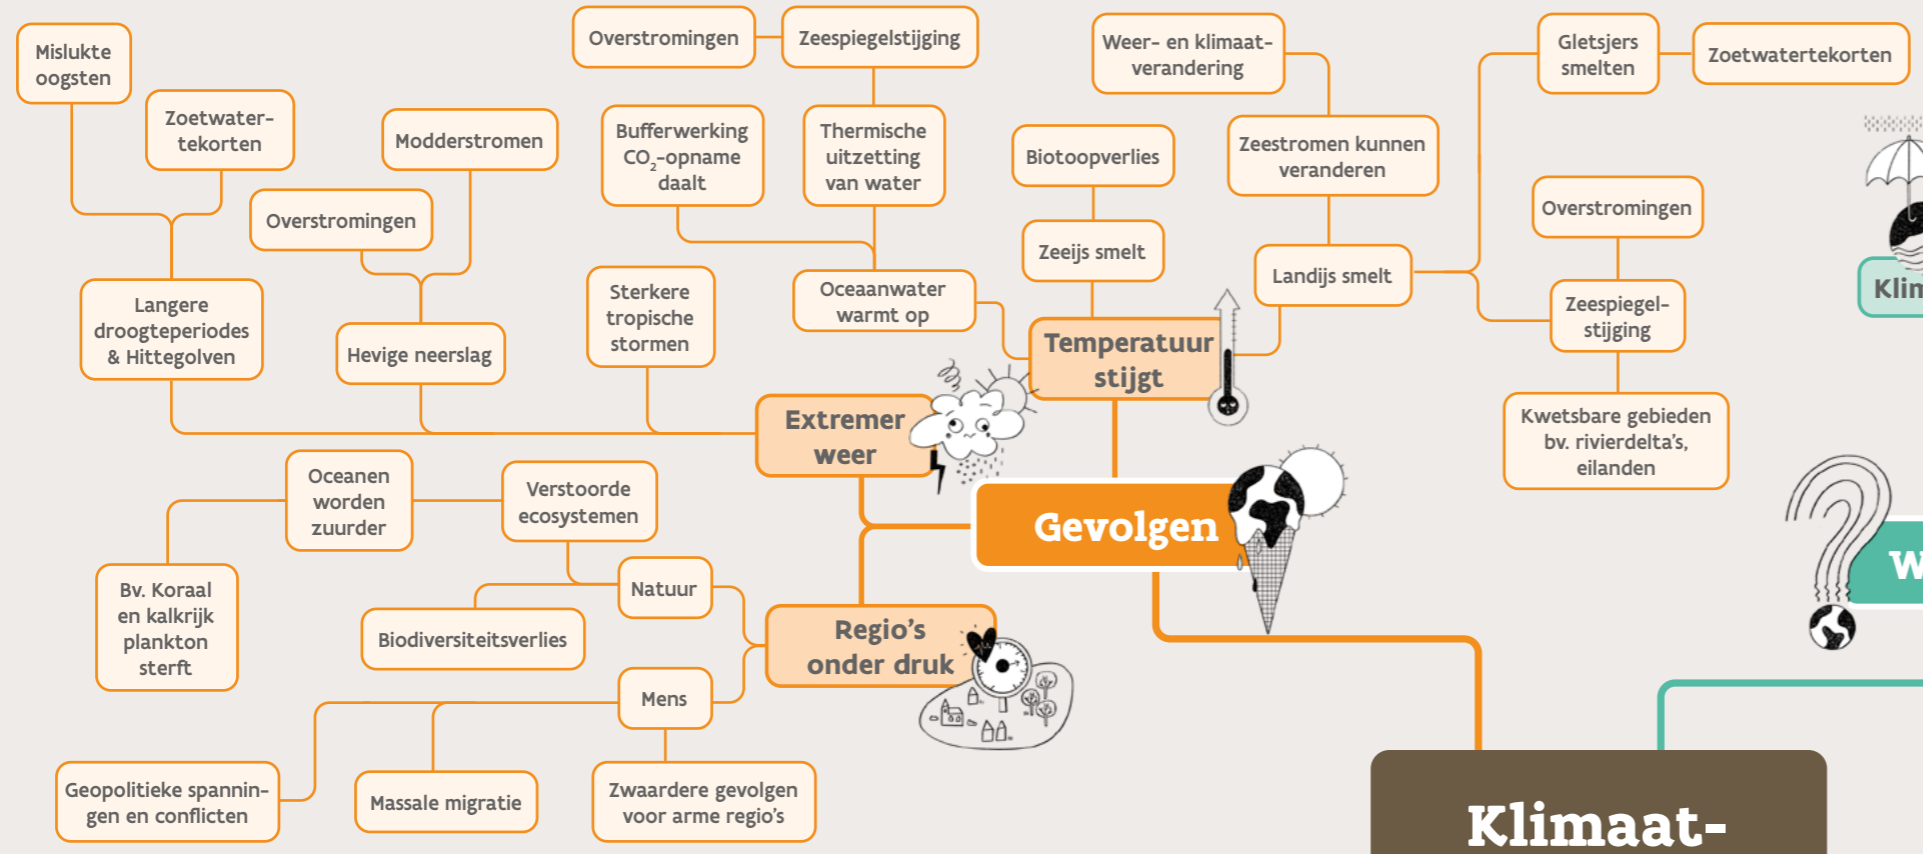 Mislukte
oogsten
Zoetwater-
tekorten
Modderstromen
Overstromingen
Langere
droogteperiodes
& Hittegolven
Hevige neerslag
Sterkere
tropische
stormen
Extremer
weer
Overstromingen
Zeespiegelstijging
Bufferwerking
CO₂-opname
daalt
Thermische
uitzetting
van water
Oceaanwater
warmt op
Biotoopverlies
Zeeijs smelt
Weer- en klimaat-
verandering
Zeestromen kunnen
veranderen
Landijs smelt
Temperatuur
stijgt
Gletsjers
smelten
Zoetwatertekorten
Overstromingen
Zeespiegel-
stijging
Kwetsbare gebieden
bv. rivierdelta's,
eilanden
Gevolgen
Oceanen
worden
zuurder
Verstoorde
ecosystemen
Bv. Koraal
en kalkrijk
plankton
sterft
Natuur
Biodiversiteitsverlies
Regio's
onder druk
Mens
Geopolitieke spannin-
gen en conflicten
Massale migratie
Zwaardere gevolgen
voor arme regio's
Klimaat-